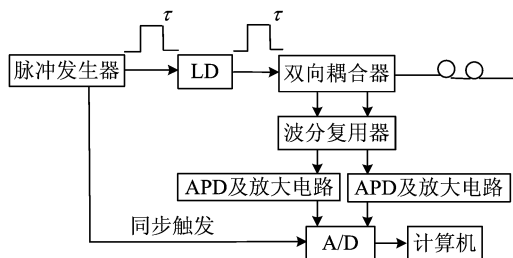 τ τ
脉冲发生器 LD 双向耦合器
波分复用器
APD及放大电路 APD及放大电路
同步触发 A/D 计算机